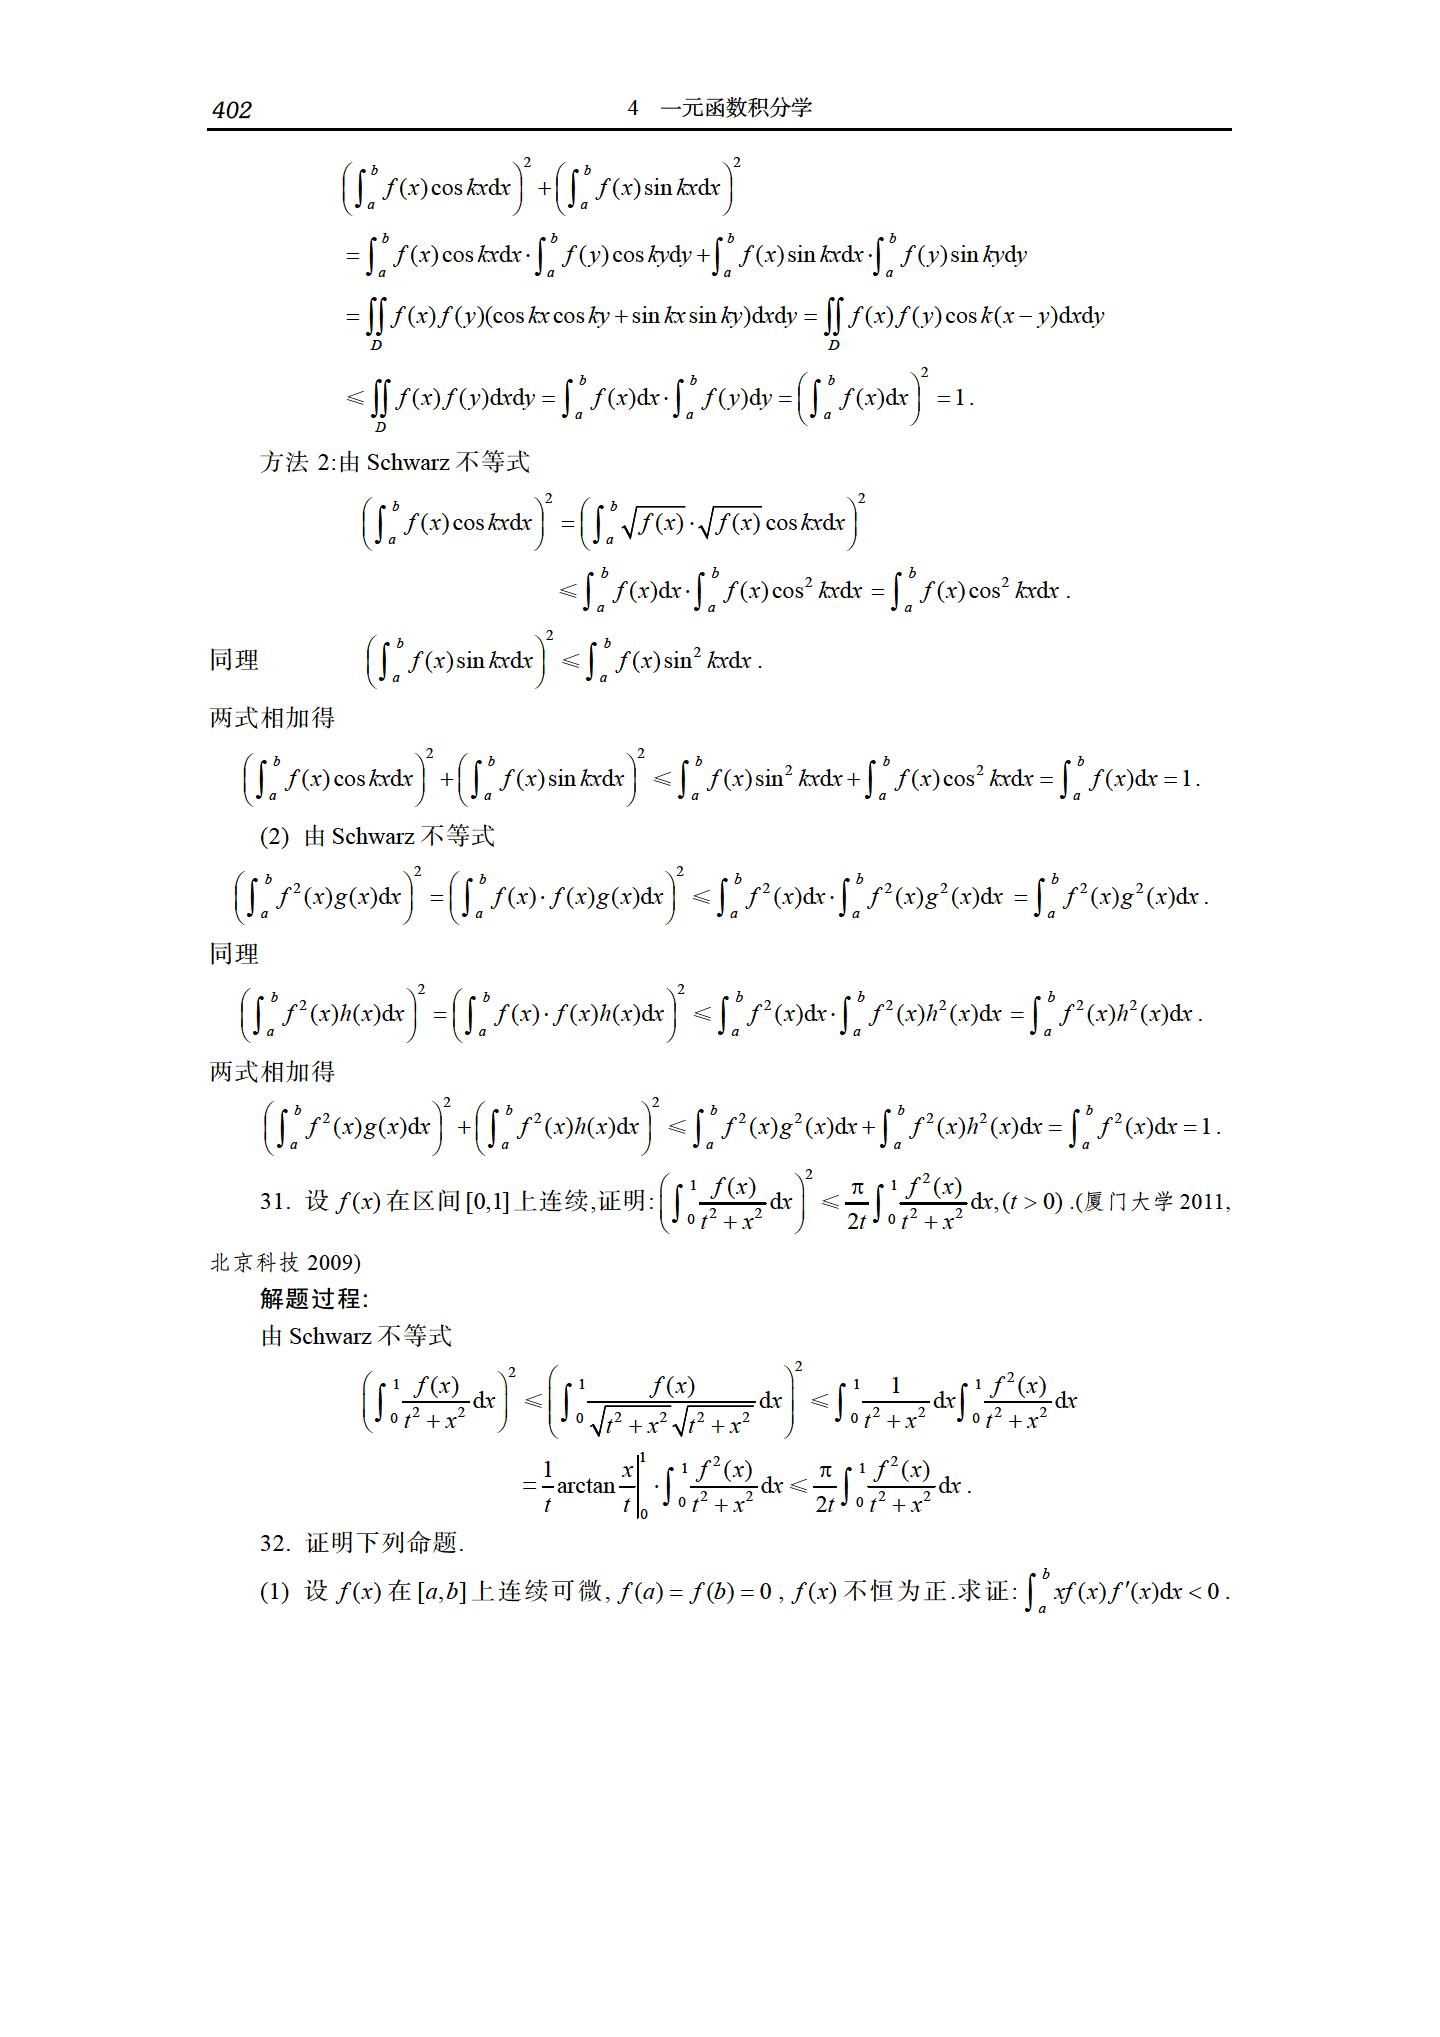 402 4 一元函数积分学
$\left(\int_a^b f(x)\cos kx\mathrm{d}x\right)^2+\left(\int_a^b f(x)\sin kx\mathrm{d}x\right)^2$
$=\int_a^b f(x)\cos kx\mathrm{d}x\cdot\int_a^b f(y)\cos ky\mathrm{d}y+\int_a^b f(x)\sin kx\mathrm{d}x\cdot\int_a^b f(y)\sin ky\mathrm{d}y$
$=\iint_D f(x)f(y)(\cos kx\cos ky+\sin kx\sin ky)\mathrm{d}x\mathrm{d}y=\iint_D f(x)f(y)\cos k(x-y)\mathrm{d}x\mathrm{d}y$
$\leqslant\iint_D f(x)f(y)\mathrm{d}x\mathrm{d}y=\int_a^b f(x)\mathrm{d}x\cdot\int_a^b f(y)\mathrm{d}y=\left(\int_a^b f(x)\mathrm{d}x\right)^2=1.$
方法 2:由 Schwarz 不等式
$\left(\int_a^b f(x)\cos kx\mathrm{d}x\right)^2=\left(\int_a^b\sqrt{f(x)}\cdot\sqrt{f(x)}\cos kx\mathrm{d}x\right)^2$
$\leqslant\int_a^b f(x)\mathrm{d}x\cdot\int_a^b f(x)\cos^2 kx\mathrm{d}x=\int_a^b f(x)\cos^2 kx\mathrm{d}x.$
同理 $\left(\int_a^b f(x)\sin kx\mathrm{d}x\right)^2\leqslant\int_a^b f(x)\sin^2 kx\mathrm{d}x.$
两式相加得
$\left(\int_a^b f(x)\cos kx\mathrm{d}x\right)^2+\left(\int_a^b f(x)\sin kx\mathrm{d}x\right)^2\leqslant\int_a^b f(x)\sin^2 kx\mathrm{d}x+\int_a^b f(x)\cos^2 kx\mathrm{d}x=\int_a^b f(x)\mathrm{d}x=1.$
(2) 由 Schwarz 不等式
$\left(\int_a^b f^2(x)g(x)\mathrm{d}x\right)^2=\left(\int_a^b f(x)\cdot f(x)g(x)\mathrm{d}x\right)^2\leqslant\int_a^b f^2(x)\mathrm{d}x\cdot\int_a^b f^2(x)g^2(x)\mathrm{d}x=\int_a^b f^2(x)g^2(x)\mathrm{d}x.$
同理
$\left(\int_a^b f^2(x)h(x)\mathrm{d}x\right)^2=\left(\int_a^b f(x)\cdot f(x)h(x)\mathrm{d}x\right)^2\leqslant\int_a^b f^2(x)\mathrm{d}x\cdot\int_a^b f^2(x)h^2(x)\mathrm{d}x=\int_a^b f^2(x)h^2(x)\mathrm{d}x.$
两式相加得
$\left(\int_a^b f^2(x)g(x)\mathrm{d}x\right)^2+\left(\int_a^b f^2(x)h(x)\mathrm{d}x\right)^2\leqslant\int_a^b f^2(x)g^2(x)\mathrm{d}x+\int_a^b f^2(x)h^2(x)\mathrm{d}x=\int_a^b f^2(x)\mathrm{d}x=1.$
31. 设 $f(x)$ 在区间 $[0,1]$ 上连续,证明: $\left(\int_0^1\frac{f(x)}{t^2+x^2}\mathrm{d}x\right)^2\leqslant\frac{\pi}{2t}\int_0^1\frac{f^2(x)}{t^2+x^2}\mathrm{d}x,(t>0)$ .(厦门大学 2011,
北京科技 2009)
解题过程:
由 Schwarz 不等式
$\left(\int_0^1\frac{f(x)}{t^2+x^2}\mathrm{d}x\right)^2\leqslant\left(\int_0^1\frac{f(x)}{\sqrt{t^2+x^2}\sqrt{t^2+x^2}}\mathrm{d}x\right)^2\leqslant\int_0^1\frac{1}{t^2+x^2}\mathrm{d}x\int_0^1\frac{f^2(x)}{t^2+x^2}\mathrm{d}x$
$=\frac{1}{t}\arctan\frac{x}{t}\Big|_0^1\cdot\int_0^1\frac{f^2(x)}{t^2+x^2}\mathrm{d}x\leqslant\frac{\pi}{2t}\int_0^1\frac{f^2(x)}{t^2+x^2}\mathrm{d}x.$
32. 证明下列命题.
(1) 设 $f(x)$ 在 $[a,b]$ 上连续可微, $f(a)=f(b)=0$ , $f(x)$ 不恒为正.求证: $\int_a^b xf(x)f'(x)\mathrm{d}x<0$ .